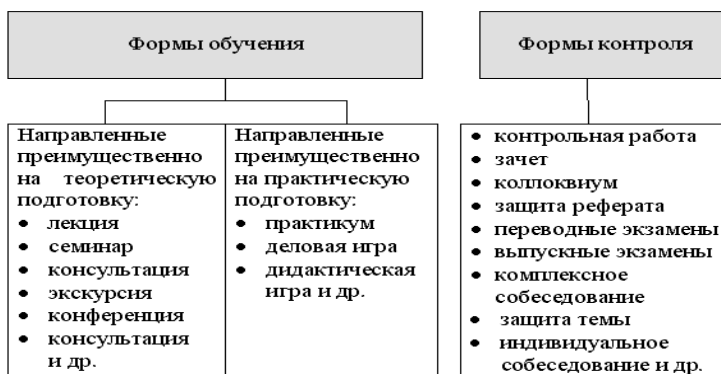 Формы обучения
Формы контроля
Направленные
преимущественно
на теоретическую
подготовку:
• лекция
• семинар
• консультация
• экскурсия
• конференция
• консультация
и др.
Направленные
преимущественно
на практическую
подготовку:
• практикум
• деловая игра
• дидактическая
игра и др.
• контрольная работа
• зачет
• коллоквиум
• защита реферата
• переводные экзамены
• выпускные экзамены
• комплексное
собеседование
• защита темы
• индивидуальное
собеседование и др.